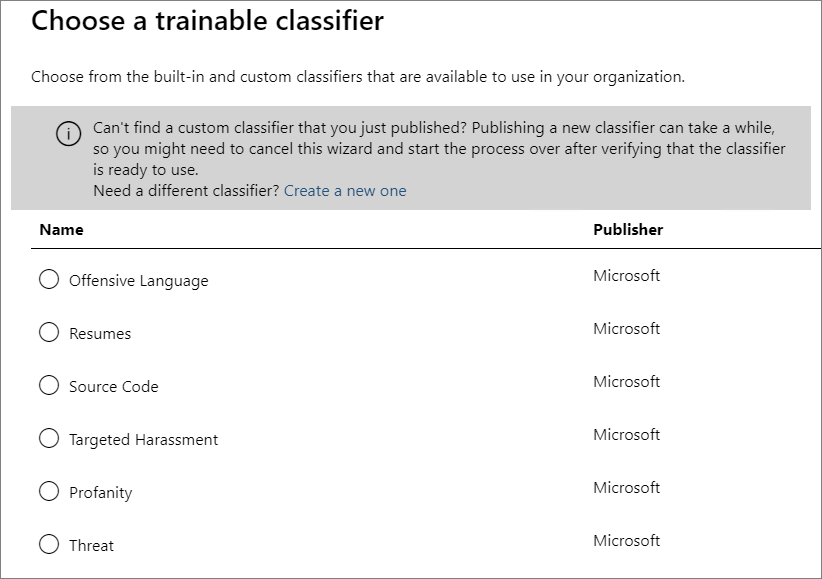 Choose a trainable classifier
Choose from the built-in and custom classifiers that are available to use in your organization.
Can't find a custom classifier that you just published? Publishing a new classifier can take a while,
so you might need to cancel this wizard and start the process over after verifying that the classifier
is ready to use.
Need a different classifier? Create a new one
Name Publisher
Offensive Language Microsoft
Resumes Microsoft
Source Code Microsoft
Targeted Harassment Microsoft
Profanity Microsoft
Threat Microsoft